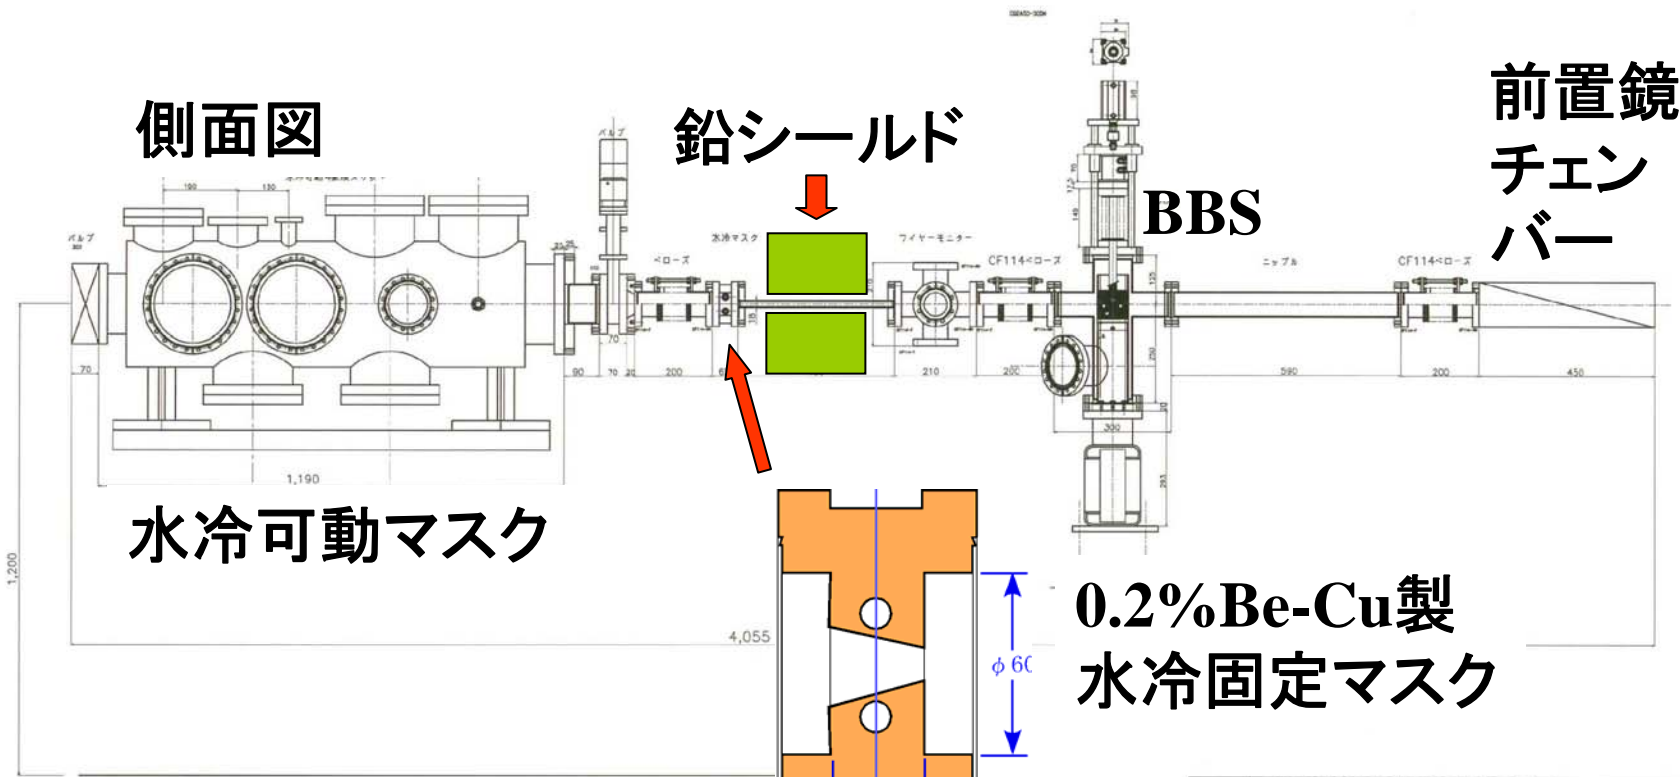 側面図
鉛シールド
前置鏡
チェン
バー
BBS
バルブ
190
130
バルブ
水冷マスク
ワイヤーモニター
ベローズ
CF114ベローズ
ニップル
CF114ベローズ
70
90
70
200
210
200
300
590
200
450
1,190
水冷可動マスク
1,200
4,055
φ 60
0.2%Be-Cu製
水冷固定マスク